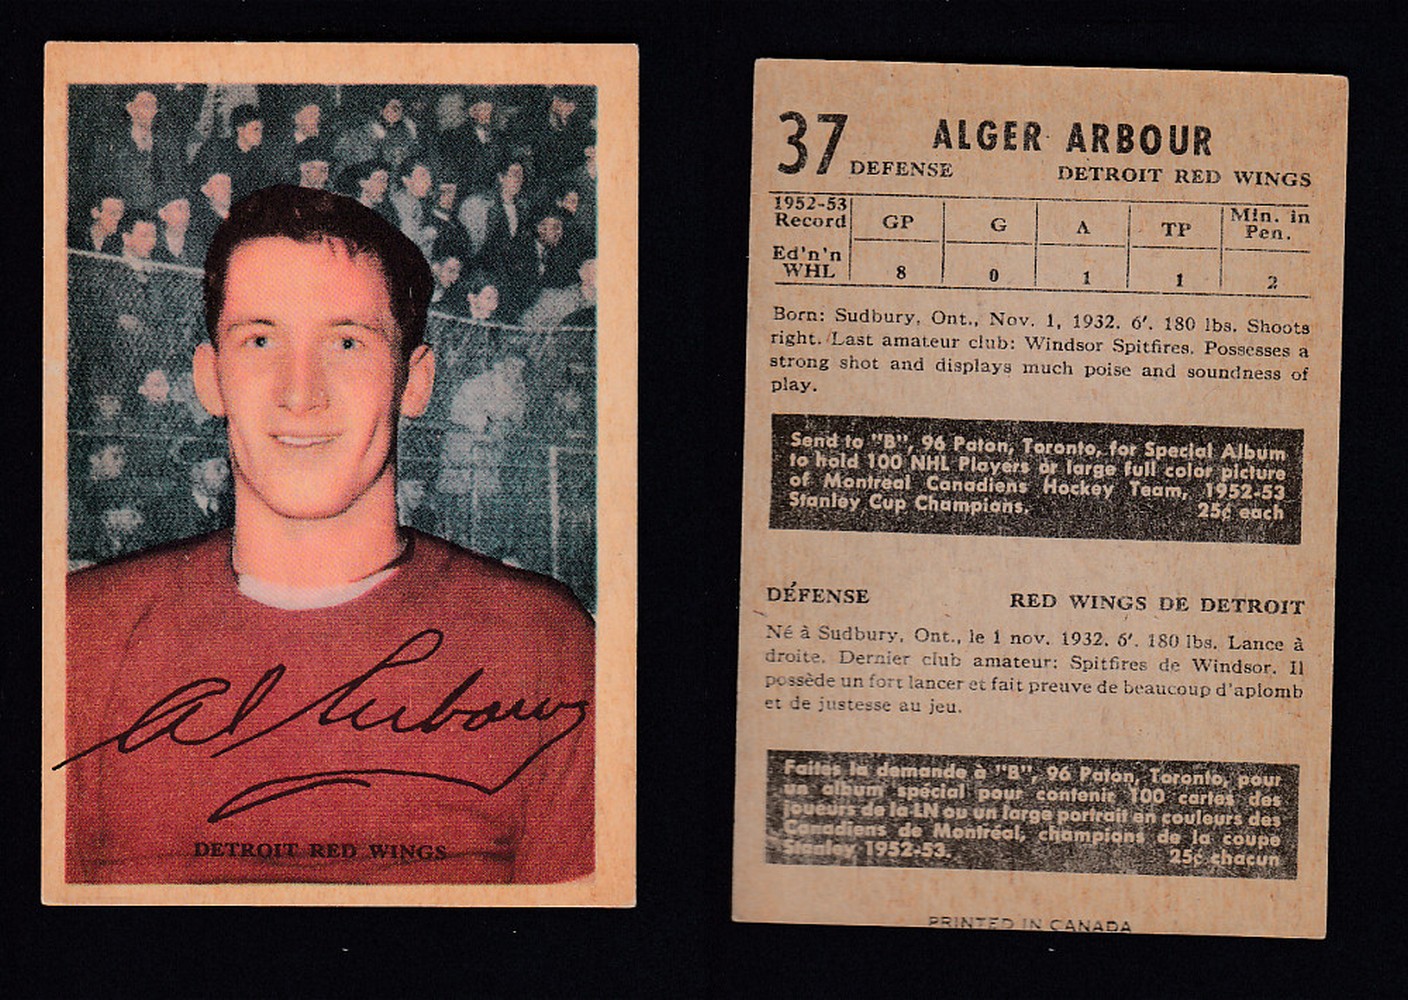 Al Arbour
DETROIT RED WINGS
37 ALGER ARBOUR
DEFENSE DETROIT RED WINGS
1952-53 Record GP G A TP Min. in Pen.
Ed'n'n WHL 8 0 1 1 2
Born: Sudbury, Ont., Nov. 1, 1932. 6'. 180 lbs. Shoots
right. Last amateur club: Windsor Spitfires. Possesses a
strong shot and displays much poise and soundness of
play.
Send to "B", 96 Paton, Toronto, for Special Album
to hold 100 NHL Players or large full color picture
of Montreal Canadiens Hockey Team, 1952-53
Stanley Cup Champions. 25¢ each
DÉFENSE RED WINGS DE DETROIT
Né à Sudbury, Ont., le 1 nov. 1932. 6'. 180 lbs. Lance à
droite. Dernier club amateur: Spitfires de Windsor. Il
possède un fort lancer et fait preuve de beaucoup d'aplomb
et de justesse au jeu.
Faites la demande à "B", 96 Paton, Toronto, pour
un album spécial pour contenir 100 cartes des
joueurs de la LN ou un large portrait en couleurs des
Canadiens de Montréal, champions de la coupe
Stanley 1952-53. 25¢ chacun
PRINTED IN CANADA